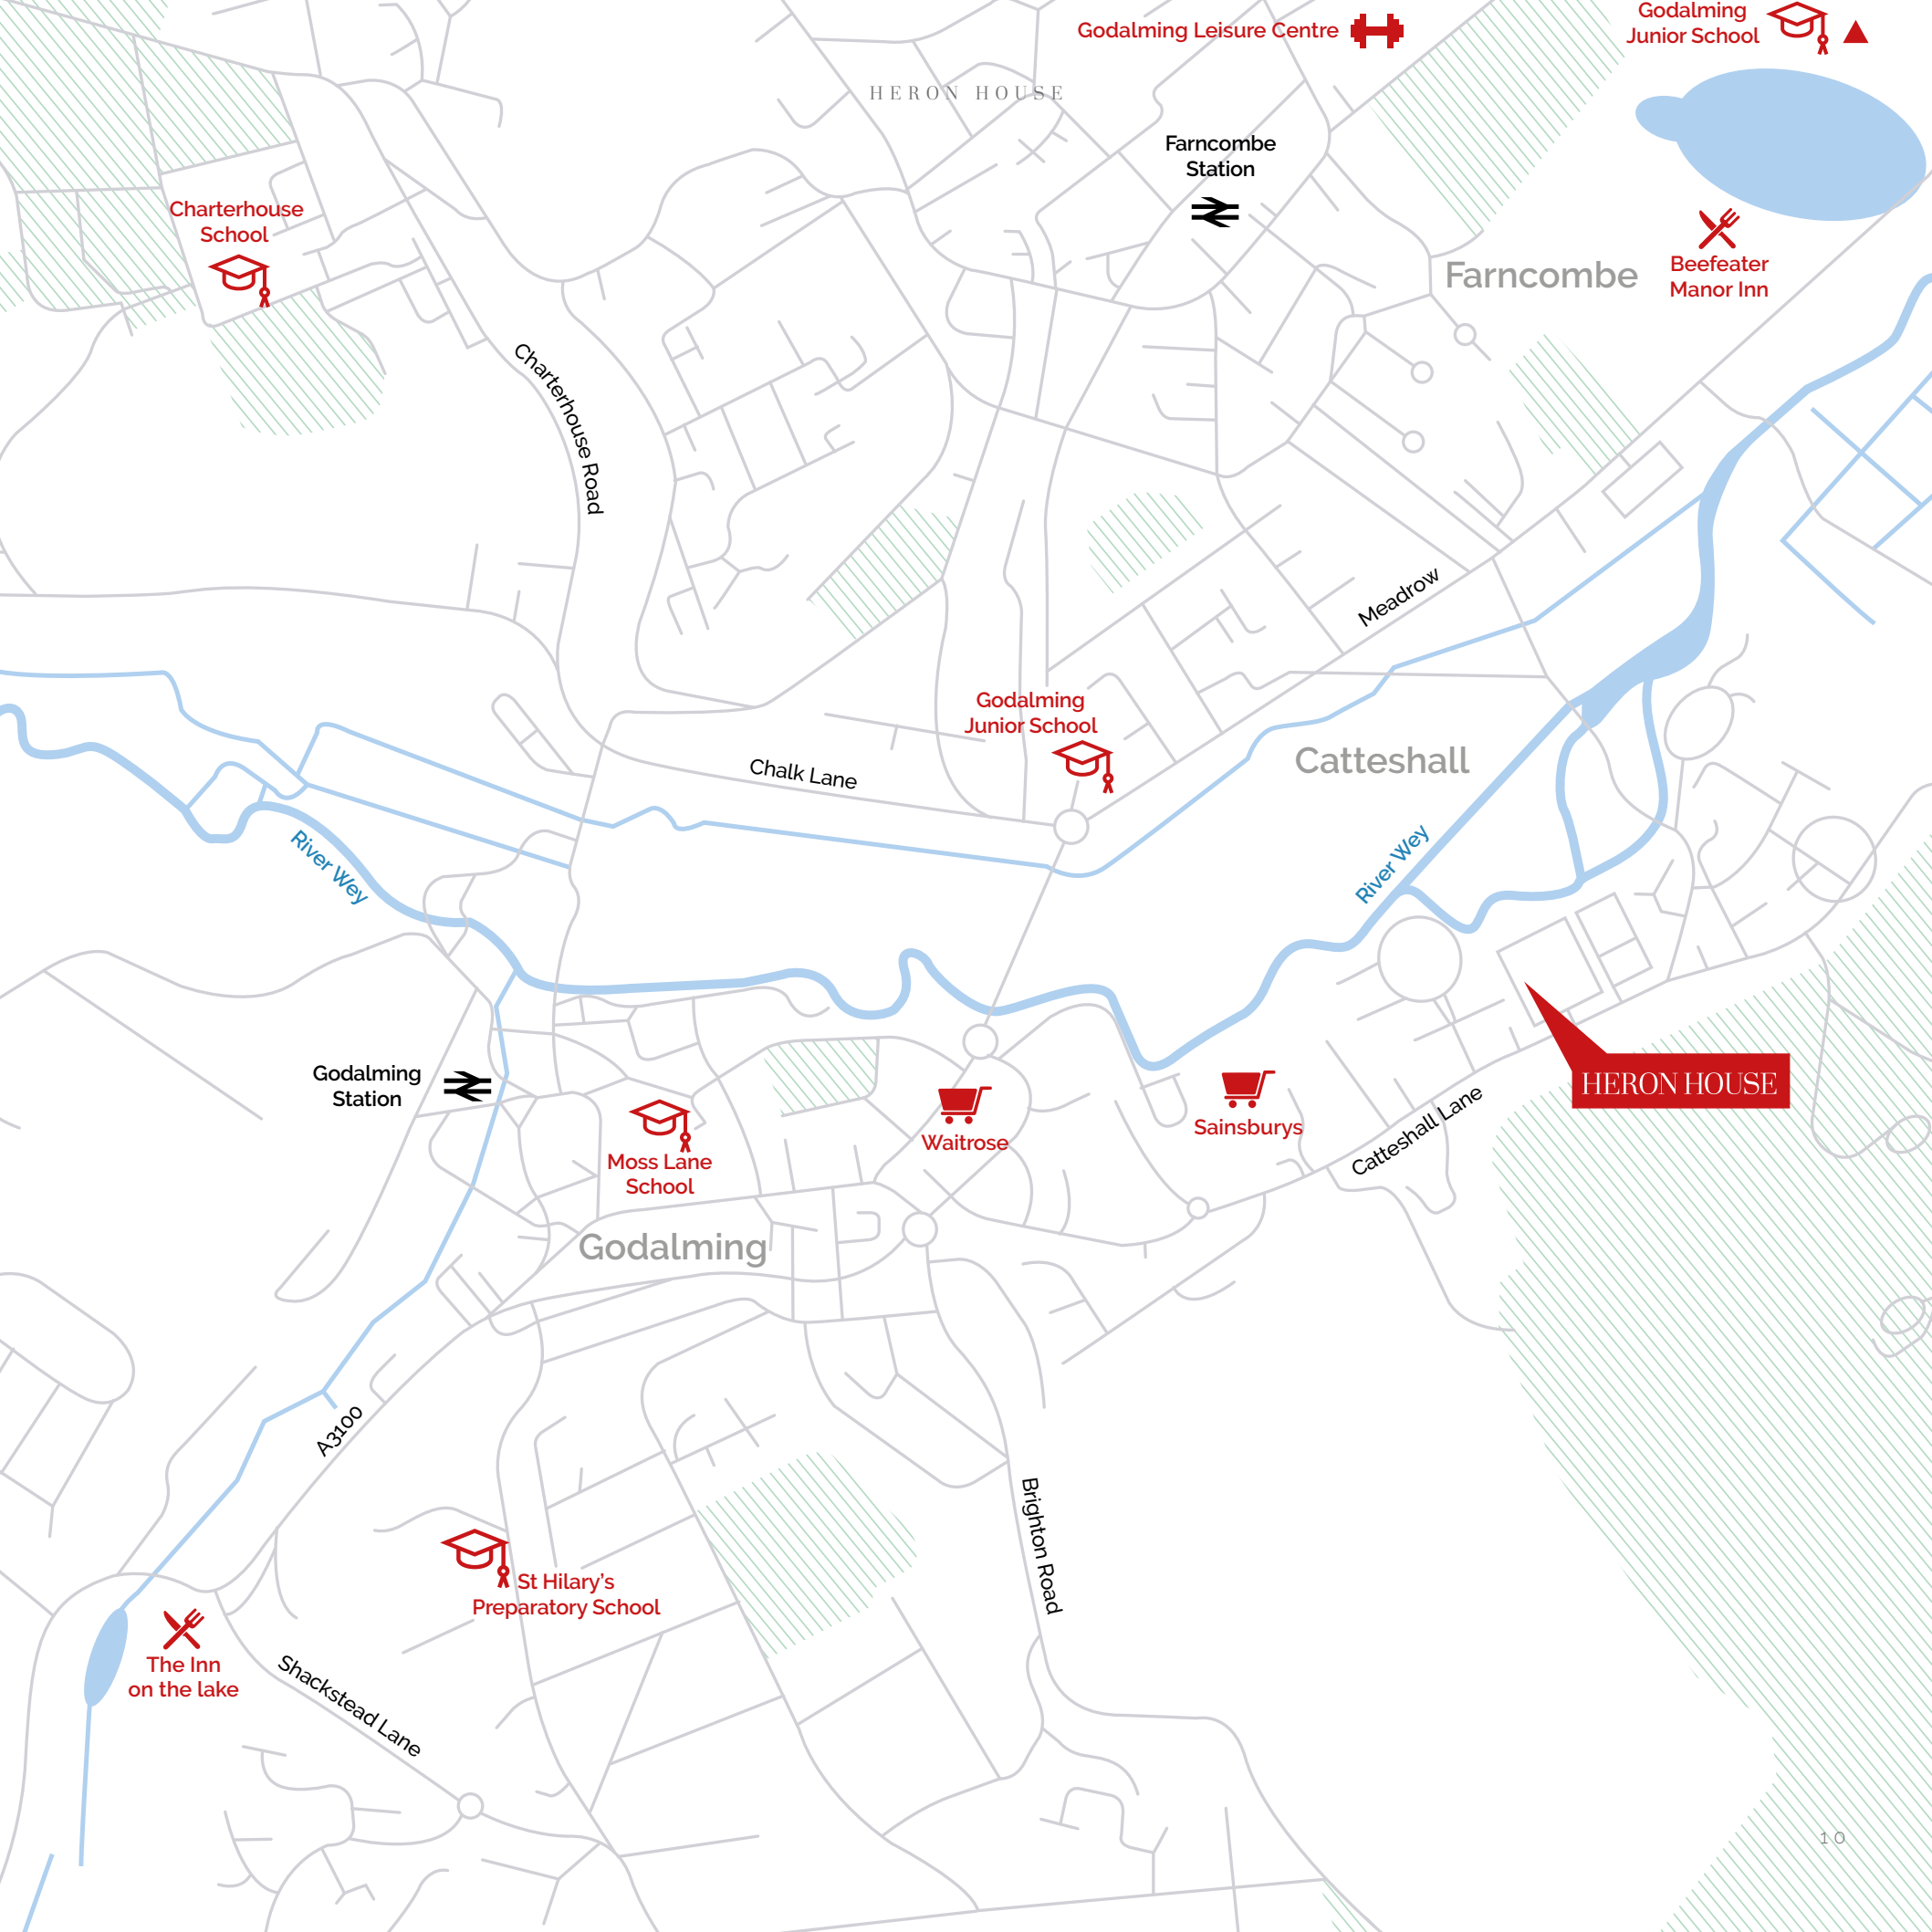 Godalming Leisure Centre
Godalming
Junior School
HERON HOUSE
Farncombe
Station
Charterhouse
School
Farncombe
Beefeater
Manor Inn
Charterhouse Road
Meadrow
Godalming
Junior School
Catteshall
Chalk Lane
River Wey
River Wey
Godalming
Station
HERON HOUSE
Waitrose
Sainsburys
Catteshall Lane
Moss Lane
School
Godalming
A3100
Brighton Road
St Hilary’s
Preparatory School
The Inn
on the lake
Shackstead Lane
10